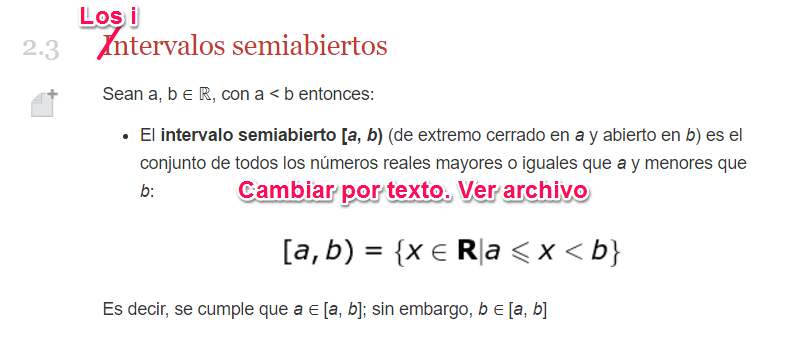 Los i
2.3 Intervalos semiabiertos
Sean a, b ∈ ℝ, con a < b entonces:
• El intervalo semiabierto [a, b) (de extremo cerrado en a y abierto en b) es el
conjunto de todos los números reales mayores o iguales que a y menores que
b:
Cambiar por texto. Ver archivo
[a, b) = {x ∈ R|a ⩽ x < b}
Es decir, se cumple que a ∈ [a, b]; sin embargo, b ∈ [a, b]